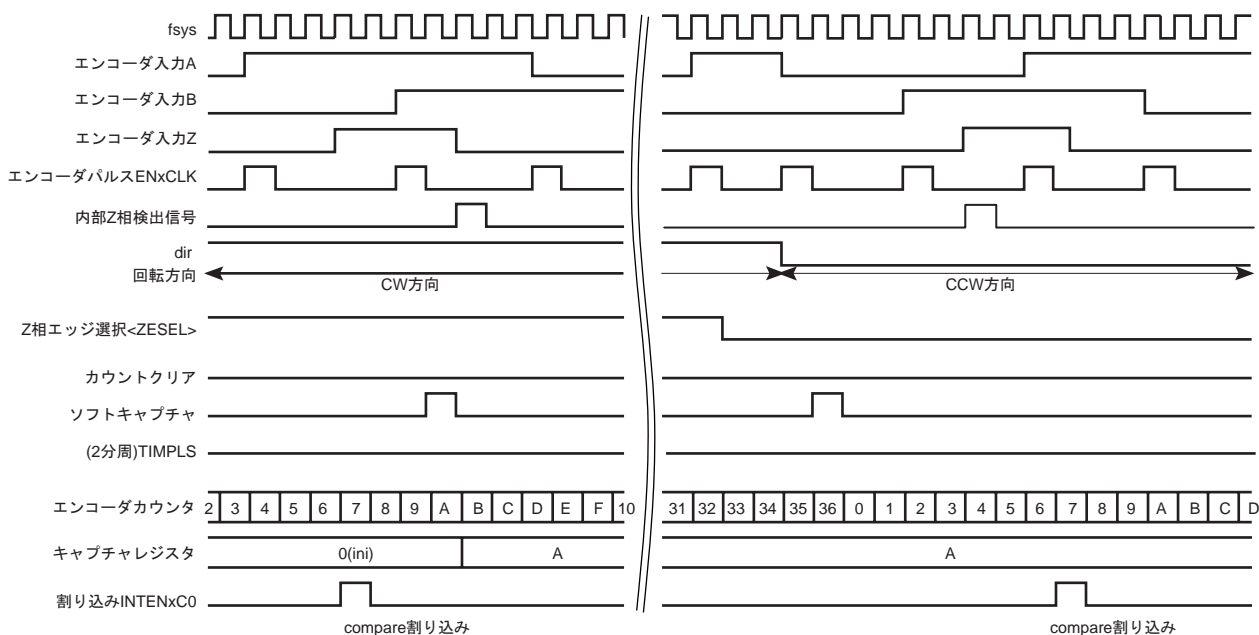 fsys
エンコーダ入力A
エンコーダ入力B
エンコーダ入力Z
エンコーダパルスENxCLK
内部Z相検出信号
dir
回転方向
CW方向
CCW方向
Z相エッジ選択<ZESEL>
カウントクリア
ソフトキャプチャ
(2分周)TIMPLS
エンコーダカウンタ 2 3 4 5 6 7 8 9 A B C D E F 10 31 32 33 34 35 36 0 1 2 3 4 5 6 7 8 9 A B C D
キャプチャレジスタ 0(ini) A A
割り込みINTENxC0
compare割り込み compare割り込み